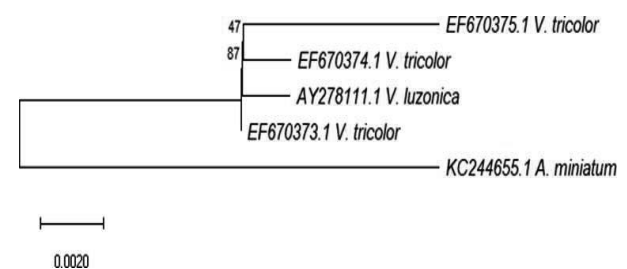 47
EF670375.1 V. tricolor
87
EF670374.1 V. tricolor
AY278111.1 V. luzonica
EF670373.1 V. tricolor
KC244655.1 A. miniatum
0.0020